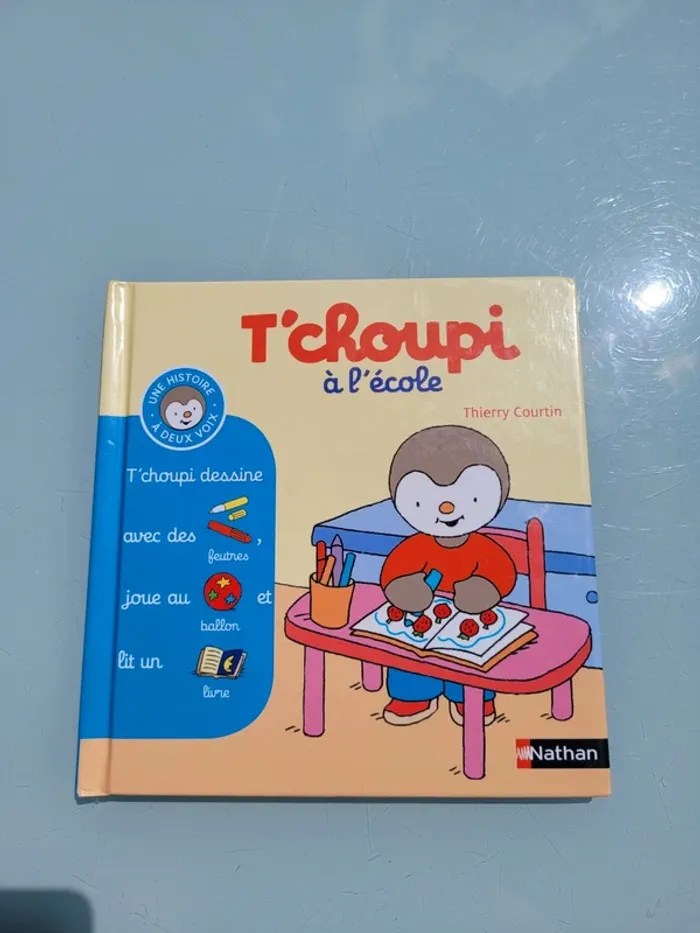 T'choupi
à l'école
Thierry Courtin
UNE HISTOIRE
À DEUX VOIX
T'choupi dessine
avec des ,
feutres
joue au et
ballon
lit un
livre
Nathan